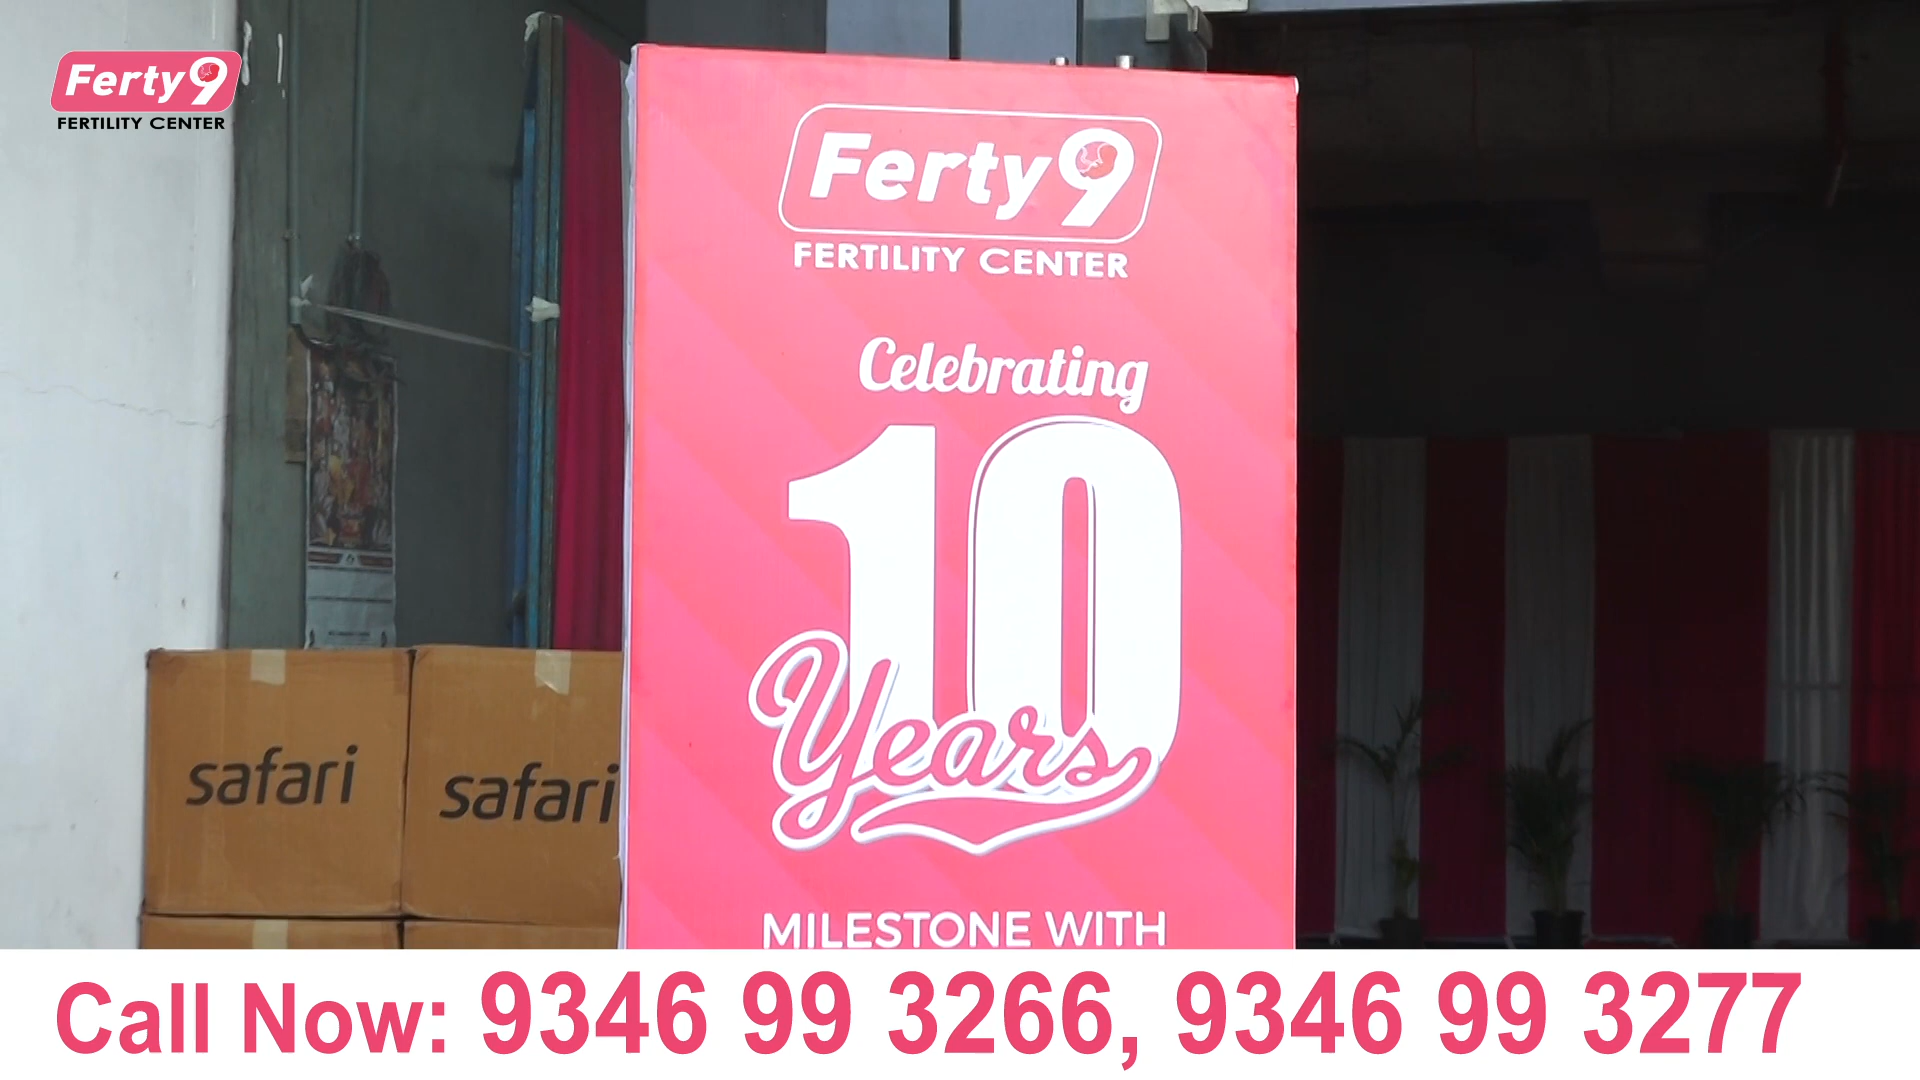 Ferty9
FERTILITY CENTER
Ferty9
FERTILITY CENTER
Celebrating
10
Years
MILESTONE WITH
safari
safari
Call Now: 9346 99 3266, 9346 99 3277